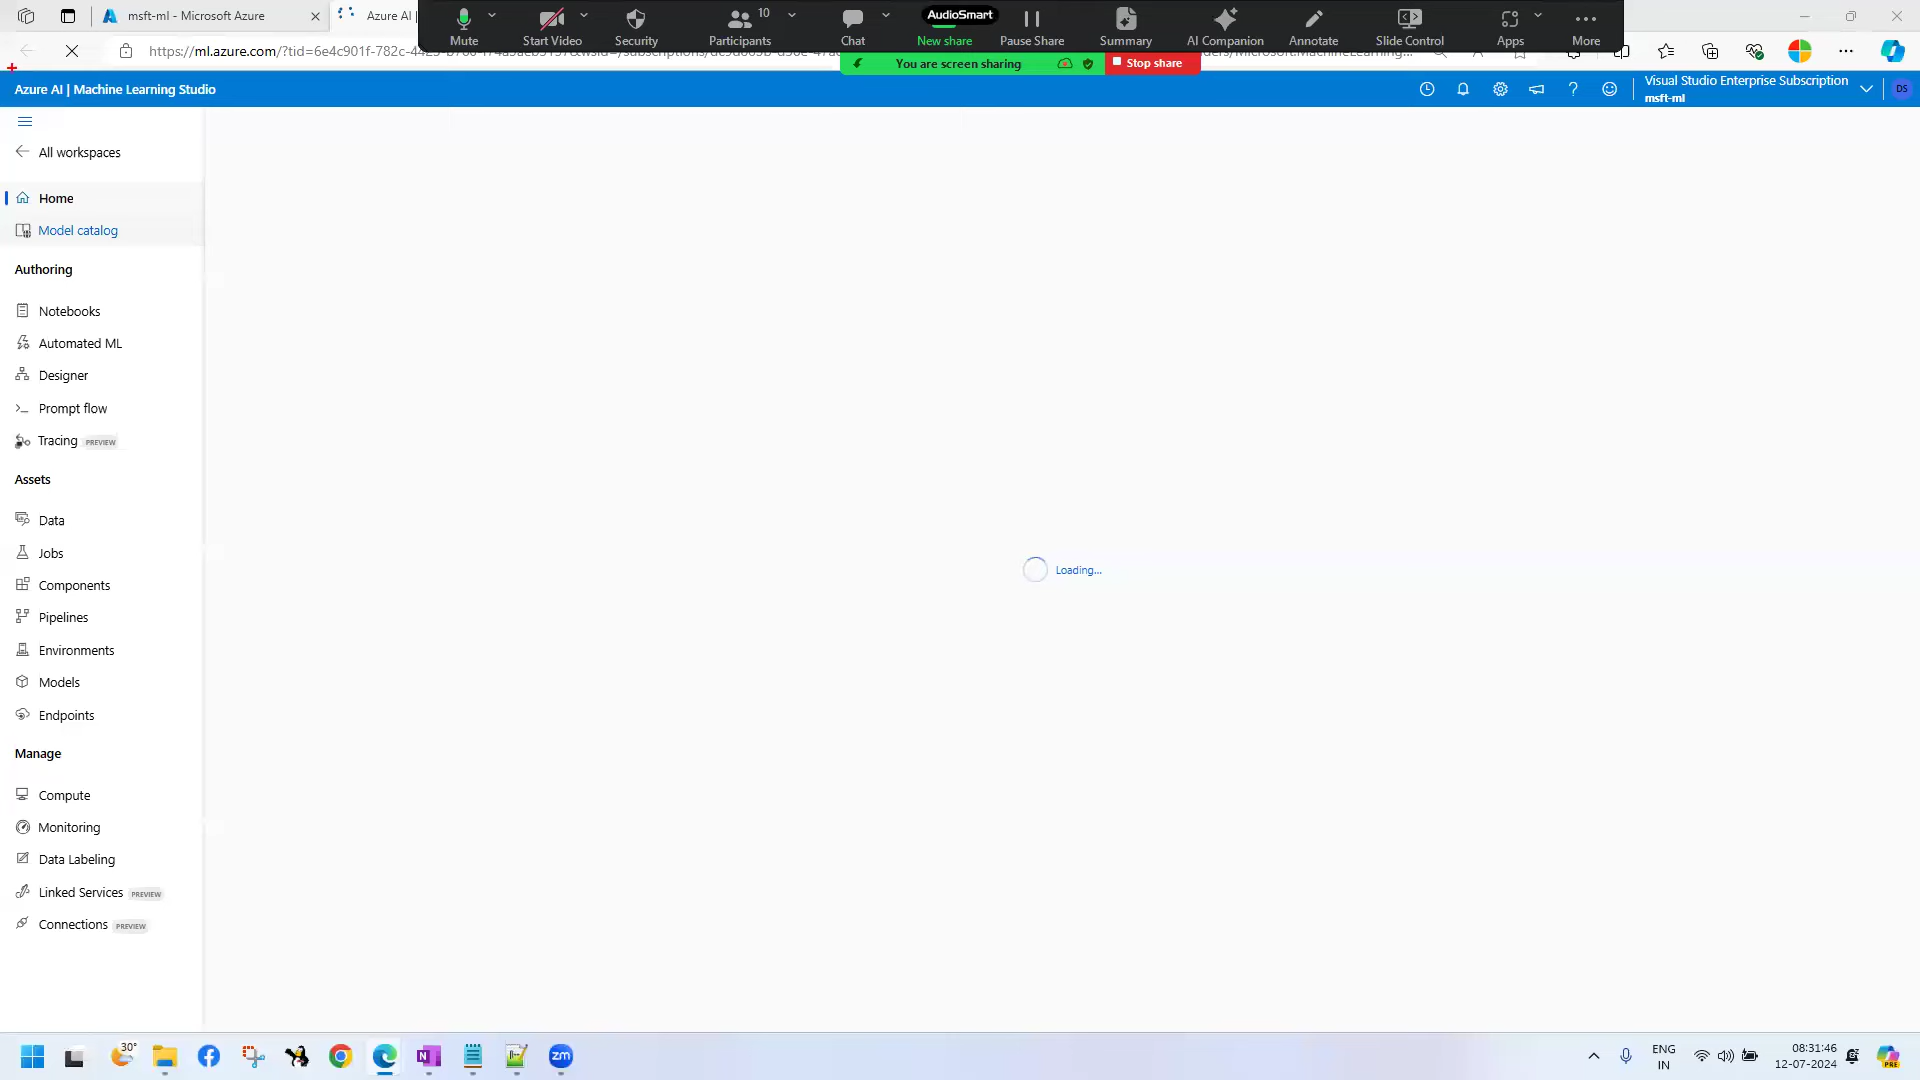 msft-ml - Microsoft Azure
Azure AI |
Mute
Start Video
Security
10
Participants
Chat
AudioSmart
New share
Pause Share
Summary
AI Companion
Annotate
Slide Control
Apps
More
You are screen sharing
Stop share
Azure AI | Machine Learning Studio
Visual Studio Enterprise Subscription
msft-ml
DS
All workspaces
Home
Model catalog
Authoring
Notebooks
Automated ML
Designer
Prompt flow
Tracing PREVIEW
Assets
Data
Jobs
Components
Pipelines
Environments
Models
Endpoints
Loading...
Manage
Compute
Monitoring
Data Labeling
Linked Services PREVIEW
Connections PREVIEW
30°
zm
ENG
IN
08:31:46
12-07-2024
PRE